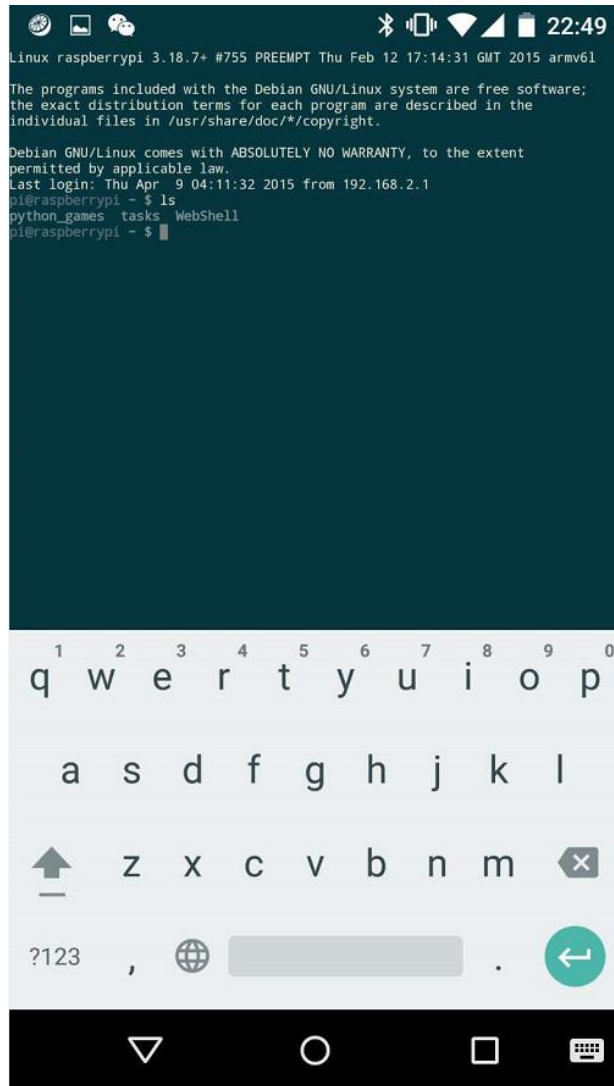 22:49
Linux raspberrypi 3.18.7+ #755 PREEMPT Thu Feb 12 17:14:31 GMT 2015 armv6l
The programs included with the Debian GNU/Linux system are free software;
the exact distribution terms for each program are described in the
individual files in /usr/share/doc/*/copyright.
Debian GNU/Linux comes with ABSOLUTELY NO WARRANTY, to the extent
permitted by applicable law.
Last login: Thu Apr  9 04:11:32 2015 from 192.168.2.1
pi@raspberrypi ~ $ ls
python_games  tasks  WebShell
pi@raspberrypi ~ $
1 2 3 4 5 6 7 8 9 0
q w e r t y u i o p
a s d f g h j k l
z x c v b n m
?123 , .